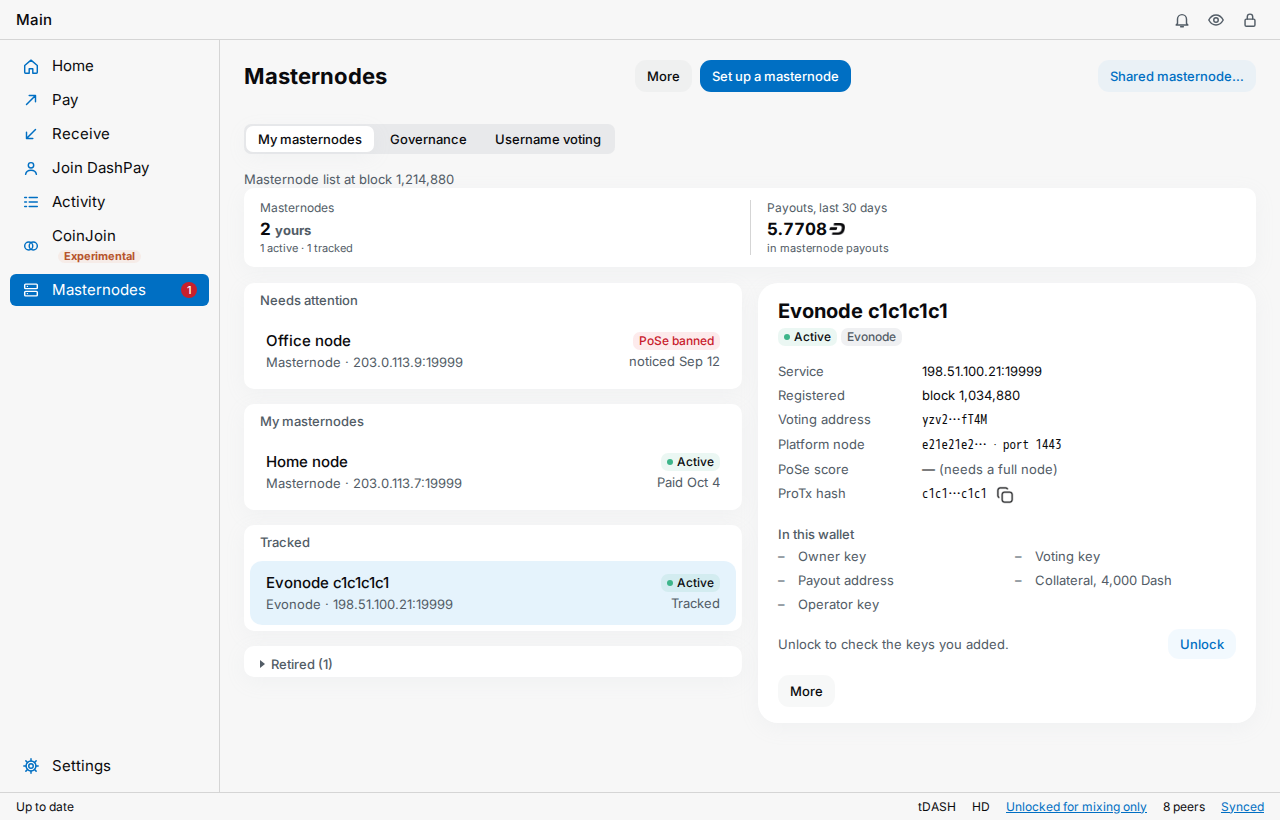 Main
Home
Pay
Receive
Join DashPay
Activity
CoinJoin
Experimental
Masternodes 1
Settings
Masternodes
More
Set up a masternode
Shared masternode...
My masternodes
Governance
Username voting
Masternode list at block 1,214,880
Masternodes
2 yours
1 active · 1 tracked
Payouts, last 30 days
5.7708
in masternode payouts
Needs attention
Office node
PoSe banned
Masternode · 203.0.113.9:19999
noticed Sep 12
My masternodes
Home node
Active
Masternode · 203.0.113.7:19999
Paid Oct 4
Tracked
Evonode c1c1c1c1
Active
Evonode · 198.51.100.21:19999
Tracked
Retired (1)
Evonode c1c1c1c1
Active Evonode
Service 198.51.100.21:19999
Registered block 1,034,880
Voting address yzv2···fT4M
Platform node e21e21e2··· · port 1443
PoSe score — (needs a full node)
ProTx hash c1c1···c1c1
In this wallet
– Owner key
– Voting key
– Payout address
– Collateral, 4,000 Dash
– Operator key
Unlock to check the keys you added.
Unlock
More
Up to date
tDASH
HD
Unlocked for mixing only
8 peers
Synced